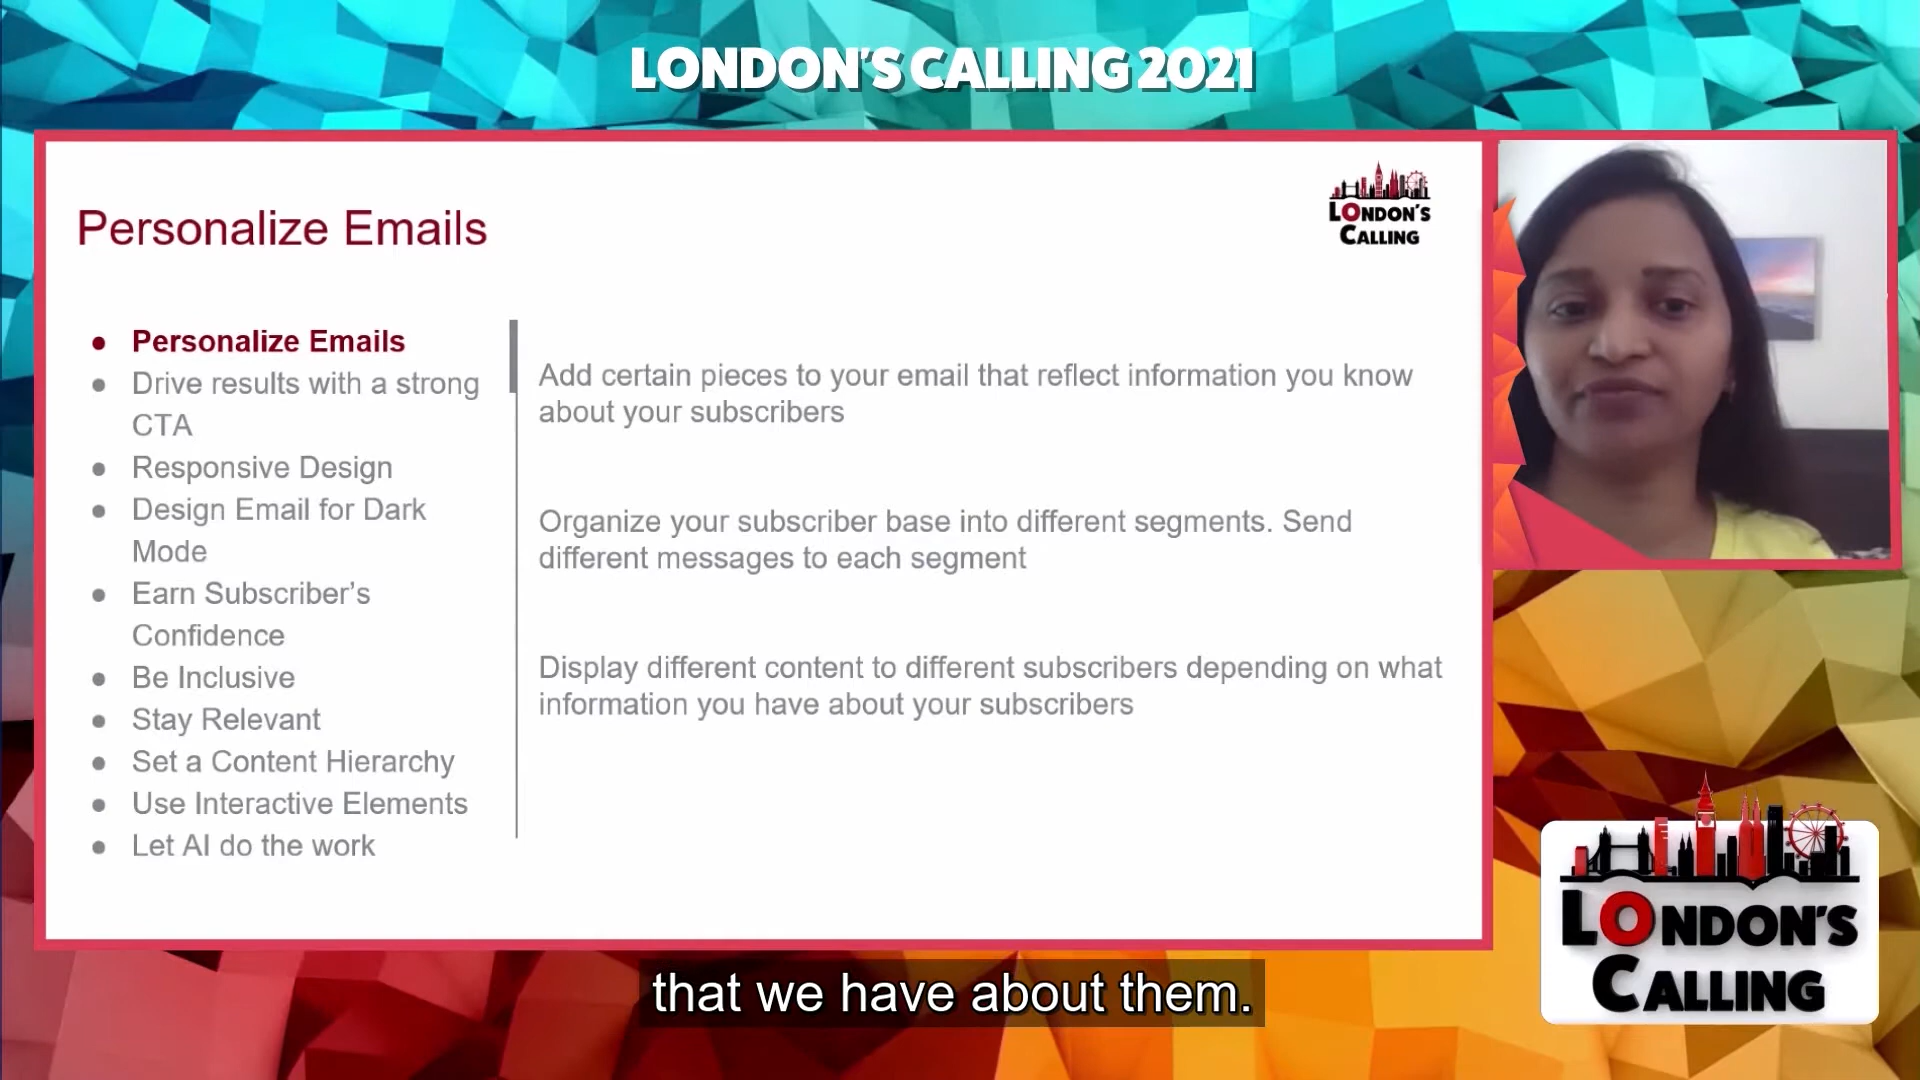 LONDON'S CALLING 2021
LONDON'S
CALLING
Personalize Emails
● Personalize Emails
● Drive results with a strong
CTA
● Responsive Design
● Design Email for Dark
Mode
● Earn Subscriber’s
Confidence
● Be Inclusive
● Stay Relevant
● Set a Content Hierarchy
● Use Interactive Elements
● Let AI do the work
Add certain pieces to your email that reflect information you know
about your subscribers
Organize your subscriber base into different segments. Send
different messages to each segment
Display different content to different subscribers depending on what
information you have about your subscribers
LONDON'S
CALLING
that we have about them.